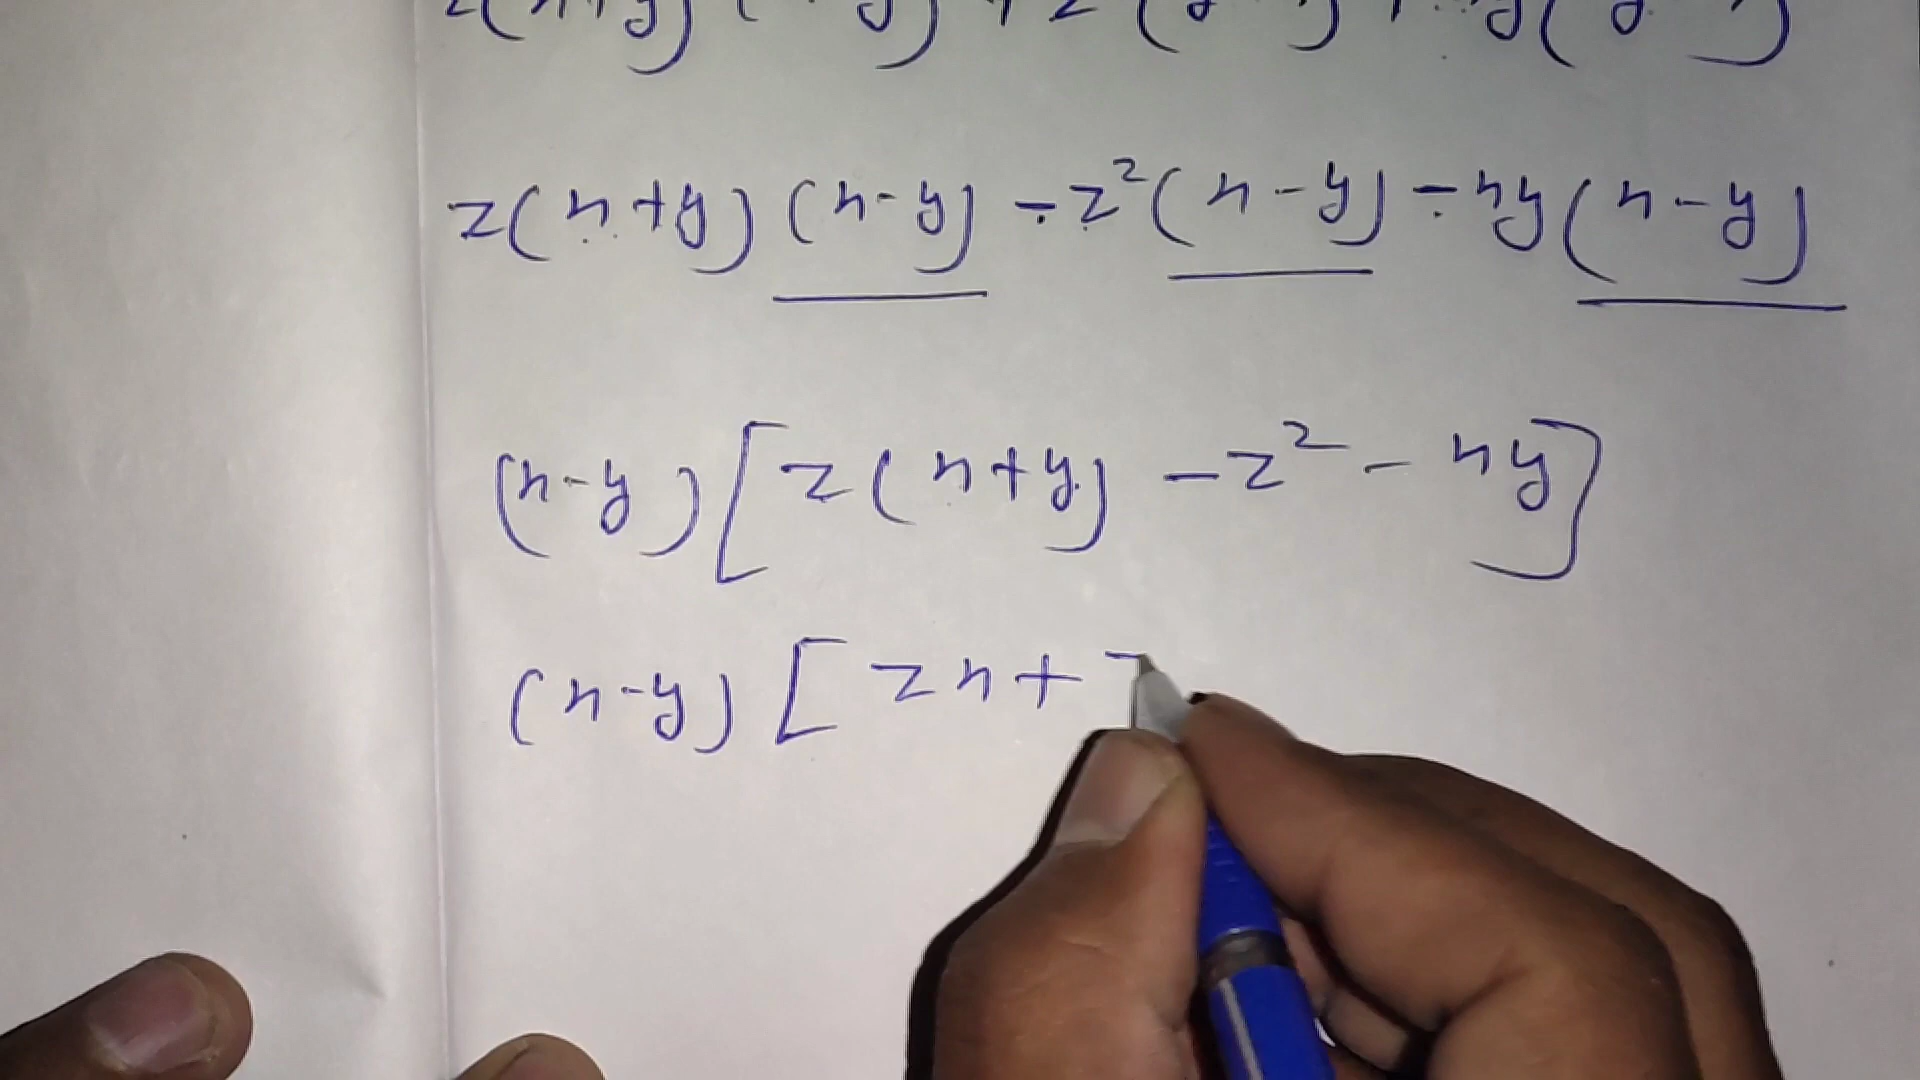 z(x+y)(x-y) -z²(x-y) -xy(x-y)
(x-y)[z(x+y) -z² - xy]
(x-y)[zx+